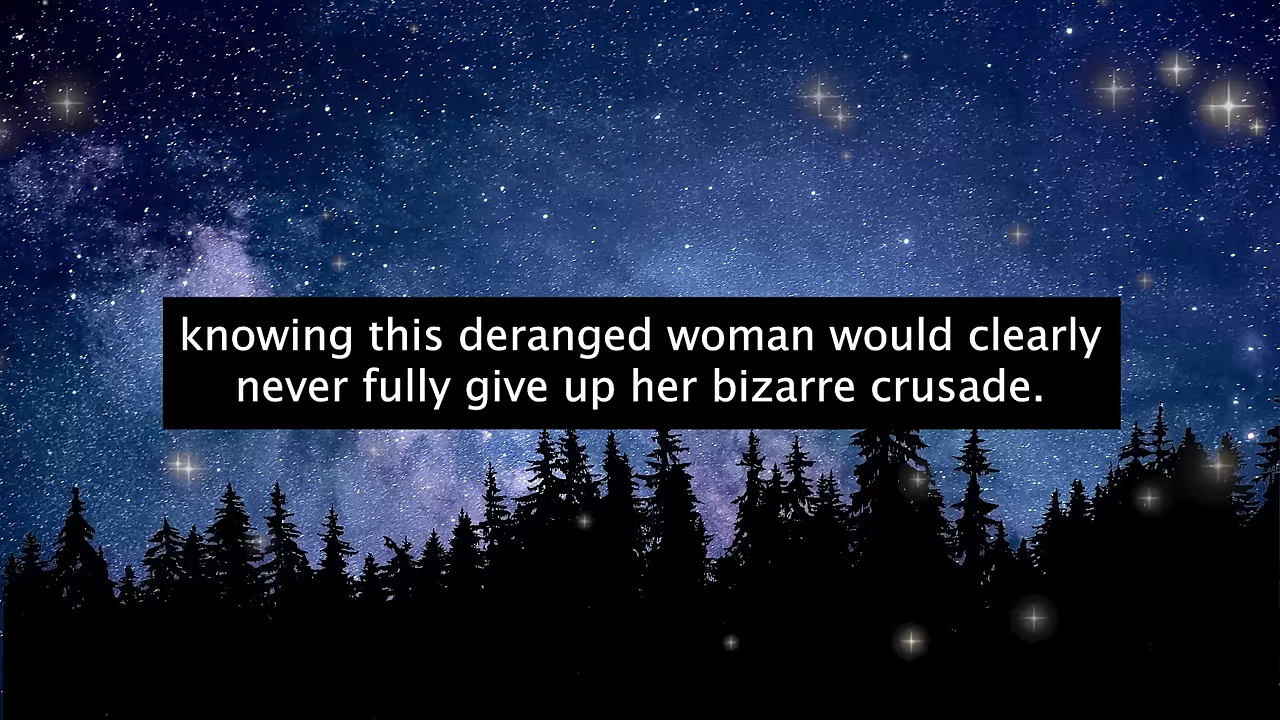 knowing this deranged woman would clearly
never fully give up her bizarre crusade.